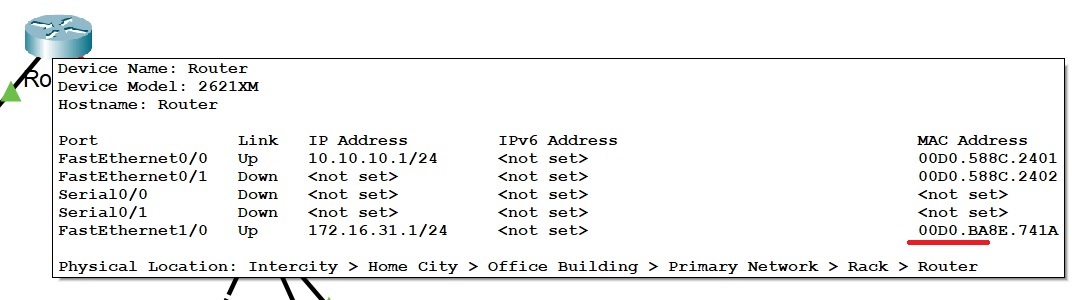 Ro
Device Name: Router
Device Model: 2621XM
Hostname: Router
Port Link IP Address IPv6 Address MAC Address
FastEthernet0/0 Up 10.10.10.1/24 <not set> 00D0.588C.2401
FastEthernet0/1 Down <not set> <not set> 00D0.588C.2402
Serial0/0 Down <not set> <not set> <not set>
Serial0/1 Down <not set> <not set> <not set>
FastEthernet1/0 Up 172.16.31.1/24 <not set> 00D0.BA8E.741A
Physical Location: Intercity > Home City > Office Building > Primary Network > Rack > Router